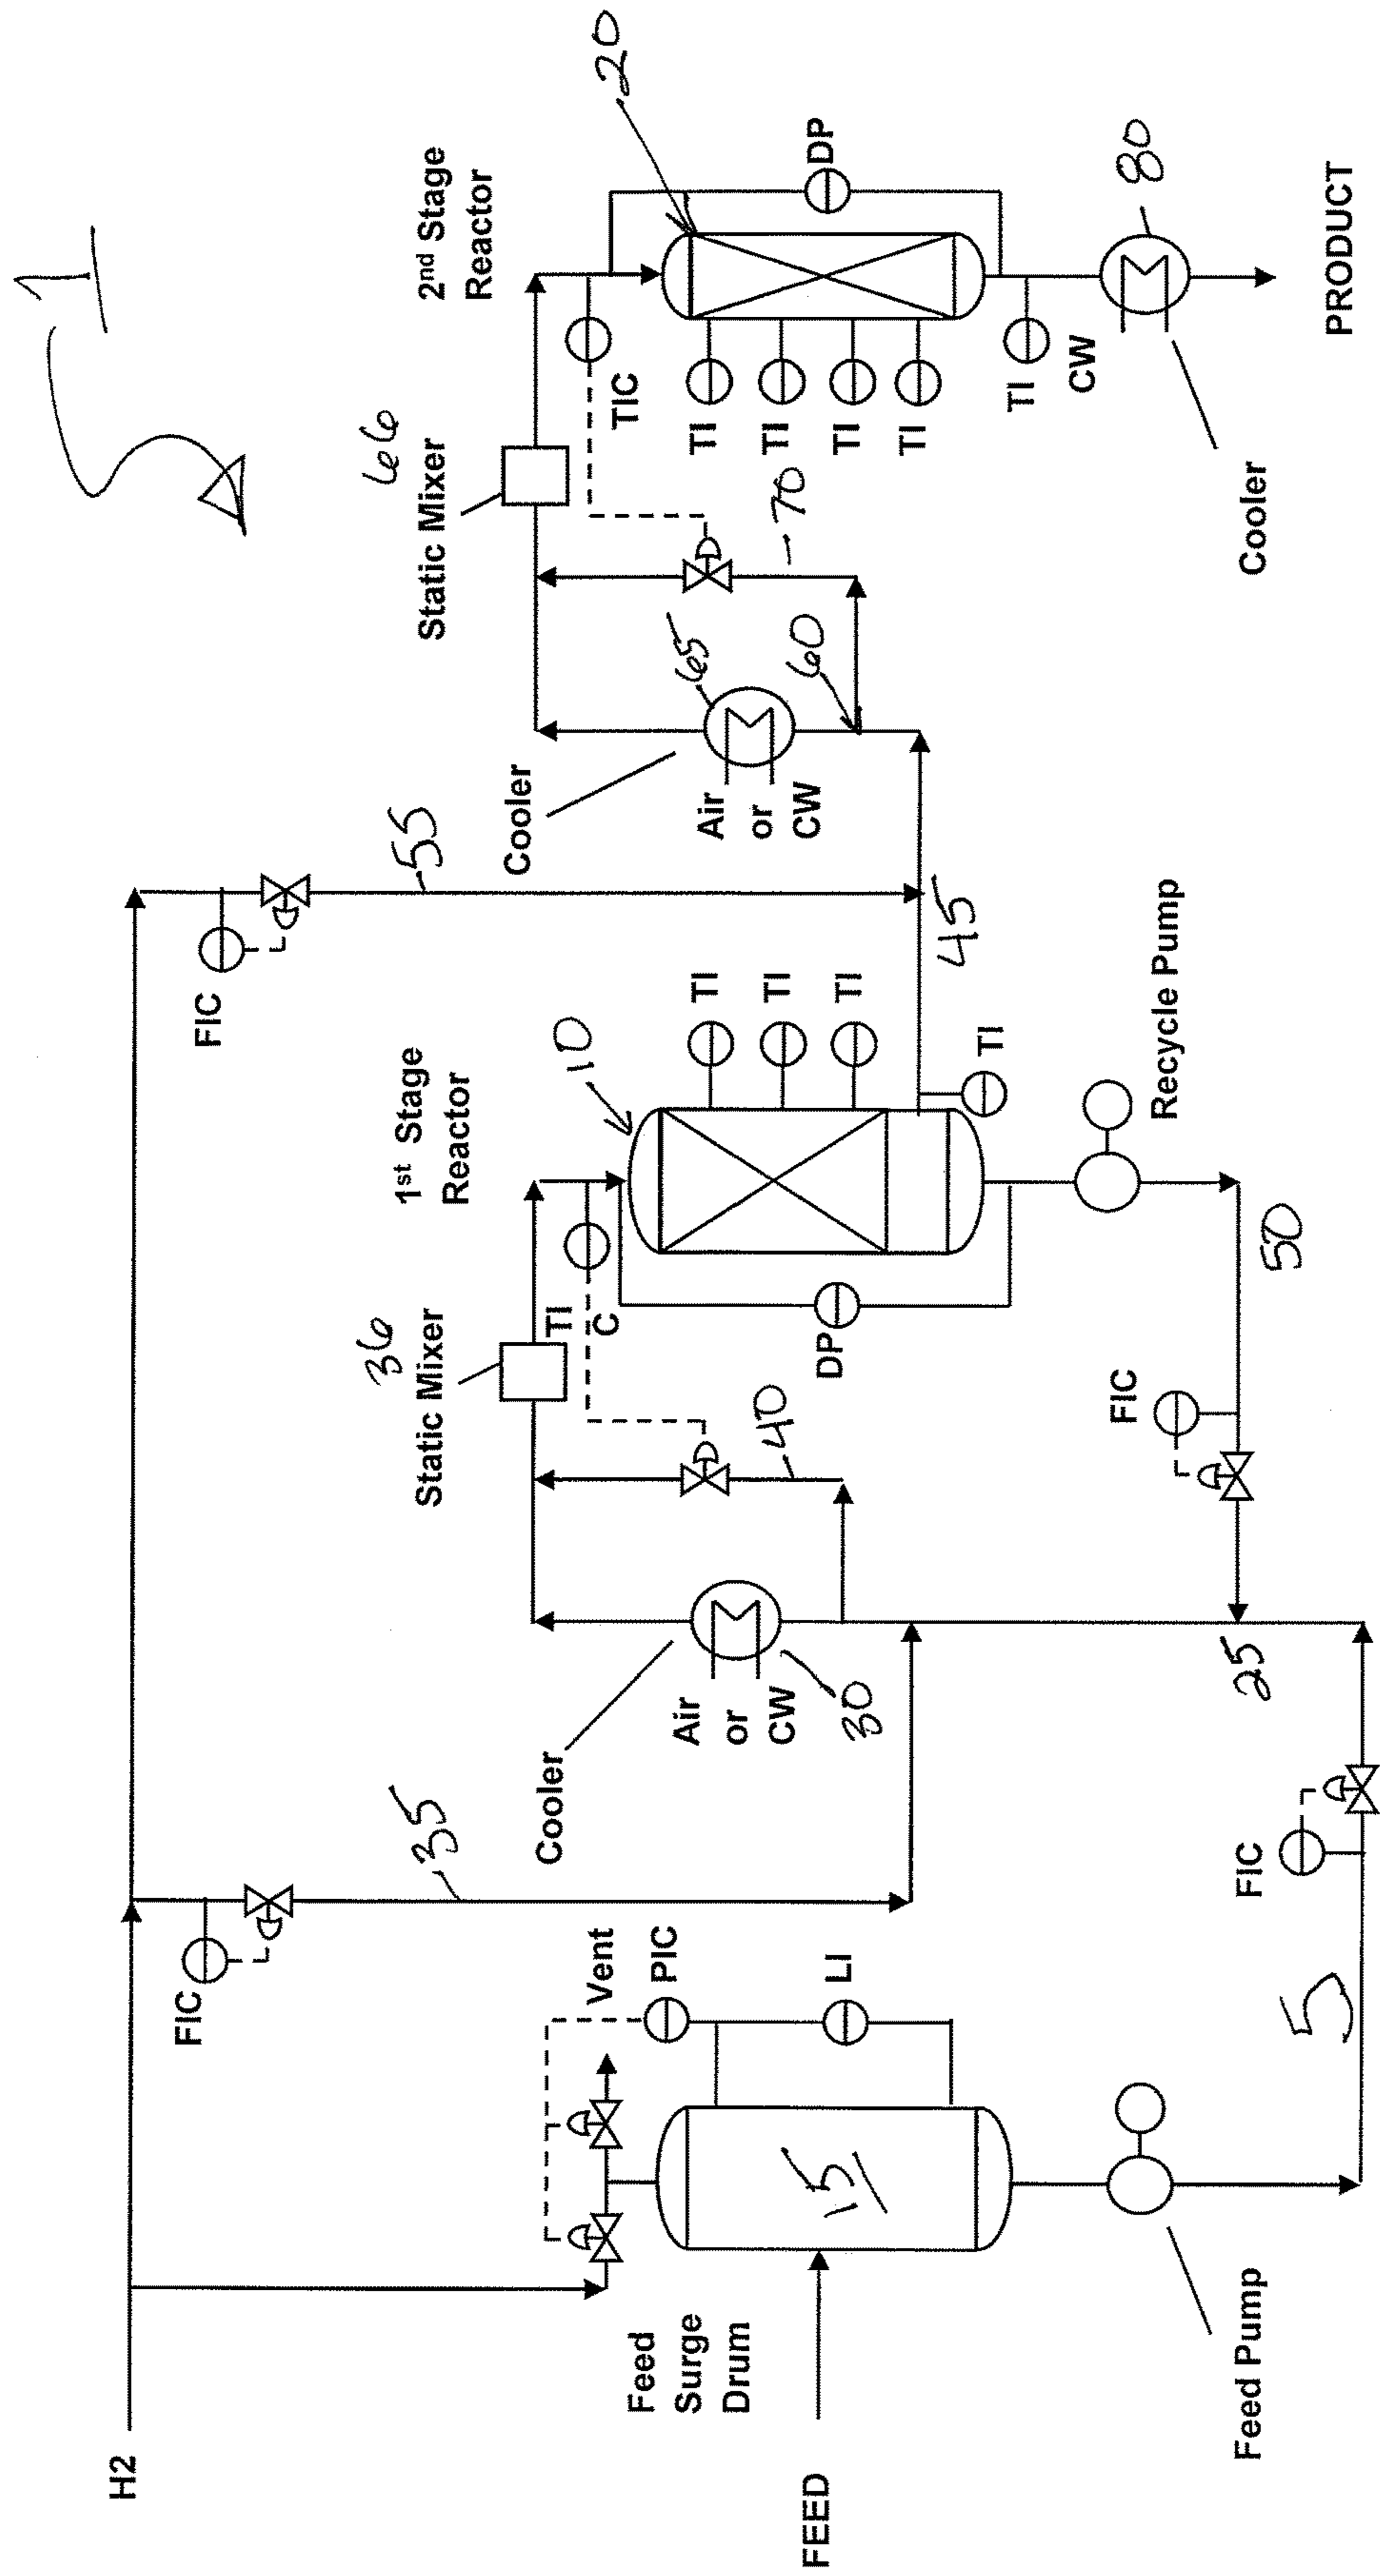 1
H2
FIC
35
FIC
55
Vent
PIC
LI
Feed
Surge
Drum
15
FEED
Feed Pump
5
FIC
25
Cooler
Air
or
CW
30
40
Static Mixer
36
TI
C
1st Stage
Reactor
10
DP
TI
TI
TI
TI
45
Recycle Pump
50
FIC
Cooler
Air
or
CW
65
60
70
Static Mixer
66
TIC
2nd Stage
Reactor
20
DP
TI
TI
TI
TI
TI
CW
80
Cooler
PRODUCT